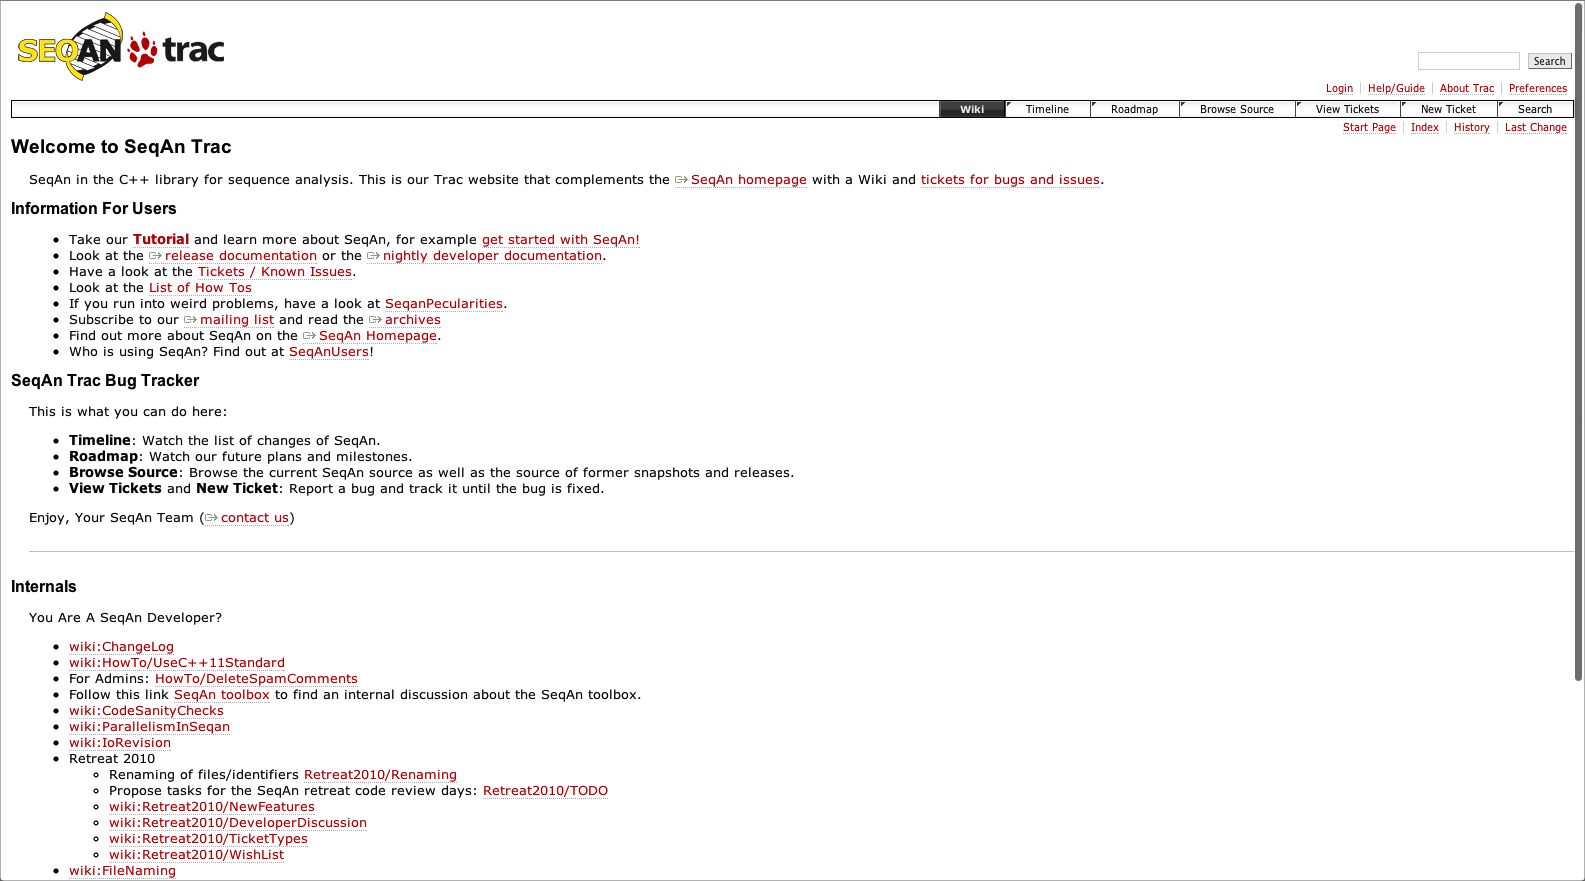 SEQAN trac
Search
Login Help/Guide About Trac Preferences
Wiki Timeline Roadmap Browse Source View Tickets New Ticket Search
Start Page Index History Last Change
Welcome to SeqAn Trac
SeqAn in the C++ library for sequence analysis. This is our Trac website that complements the SeqAn homepage with a Wiki and tickets for bugs and issues.
Information For Users
Take our Tutorial and learn more about SeqAn, for example get started with SeqAn!
Look at the release documentation or the nightly developer documentation.
Have a look at the Tickets / Known Issues.
Look at the List of How Tos
If you run into weird problems, have a look at SeqanPecularities.
Subscribe to our mailing list and read the archives
Find out more about SeqAn on the SeqAn Homepage.
Who is using SeqAn? Find out at SeqAnUsers!
SeqAn Trac Bug Tracker
This is what you can do here:
Timeline: Watch the list of changes of SeqAn.
Roadmap: Watch our future plans and milestones.
Browse Source: Browse the current SeqAn source as well as the source of former snapshots and releases.
View Tickets and New Ticket: Report a bug and track it until the bug is fixed.
Enjoy, Your SeqAn Team (contact us)
Internals
You Are A SeqAn Developer?
wiki:ChangeLog
wiki:HowTo/UseC++11Standard
For Admins: HowTo/DeleteSpamComments
Follow this link SeqAn toolbox to find an internal discussion about the SeqAn toolbox.
wiki:CodeSanityChecks
wiki:ParallelismInSeqan
wiki:IoRevision
Retreat 2010
Renaming of files/identifiers Retreat2010/Renaming
Propose tasks for the SeqAn retreat code review days: Retreat2010/TODO
wiki:Retreat2010/NewFeatures
wiki:Retreat2010/DeveloperDiscussion
wiki:Retreat2010/TicketTypes
wiki:Retreat2010/WishList
wiki:FileNaming